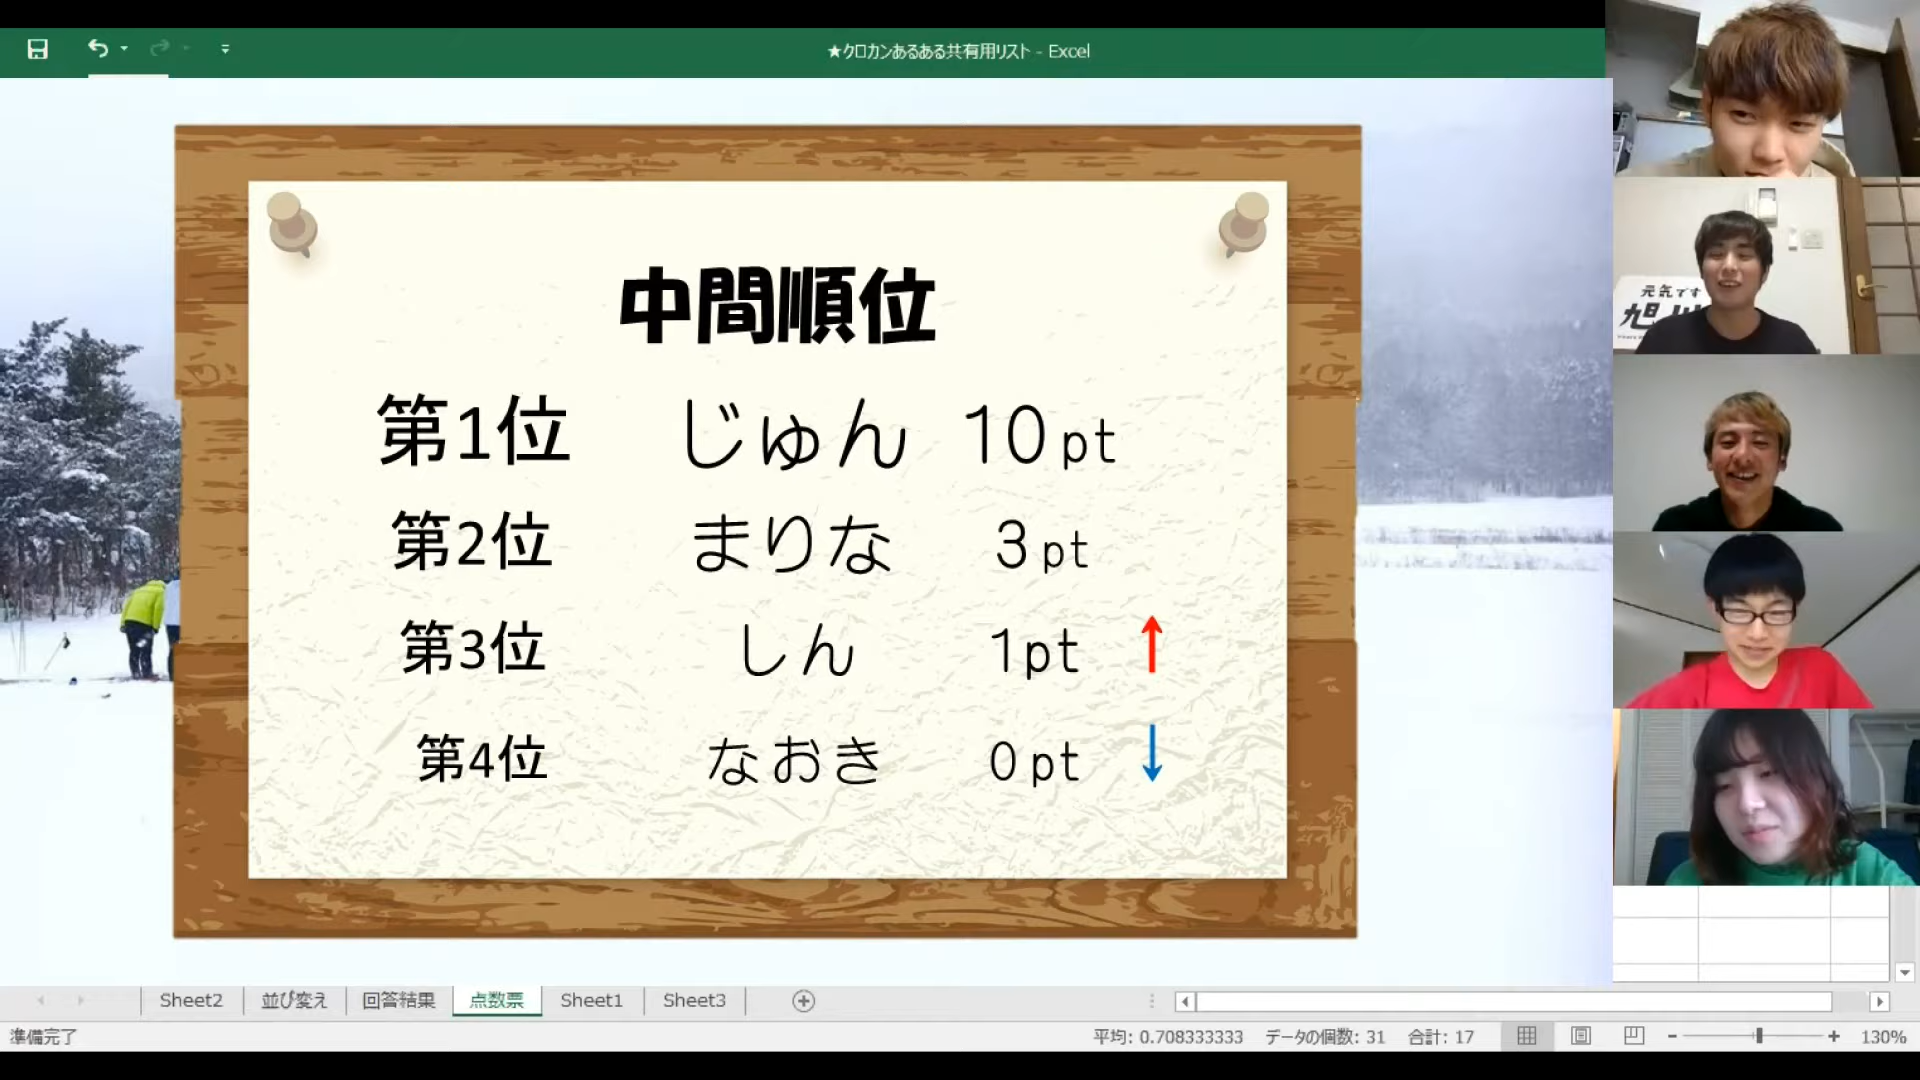 ★クロカンあるある共有用リスト - Excel
中間順位
第1位 じゅん 10pt
第2位 まりな 3pt
第3位 しん 1pt ↑
第4位 なおき 0pt ↓
元気です
旭川
Sheet2 並び変え 回答結果 点数票 Sheet1 Sheet3
準備完了 平均: 0.708333333 データの個数: 31 合計: 17 130%